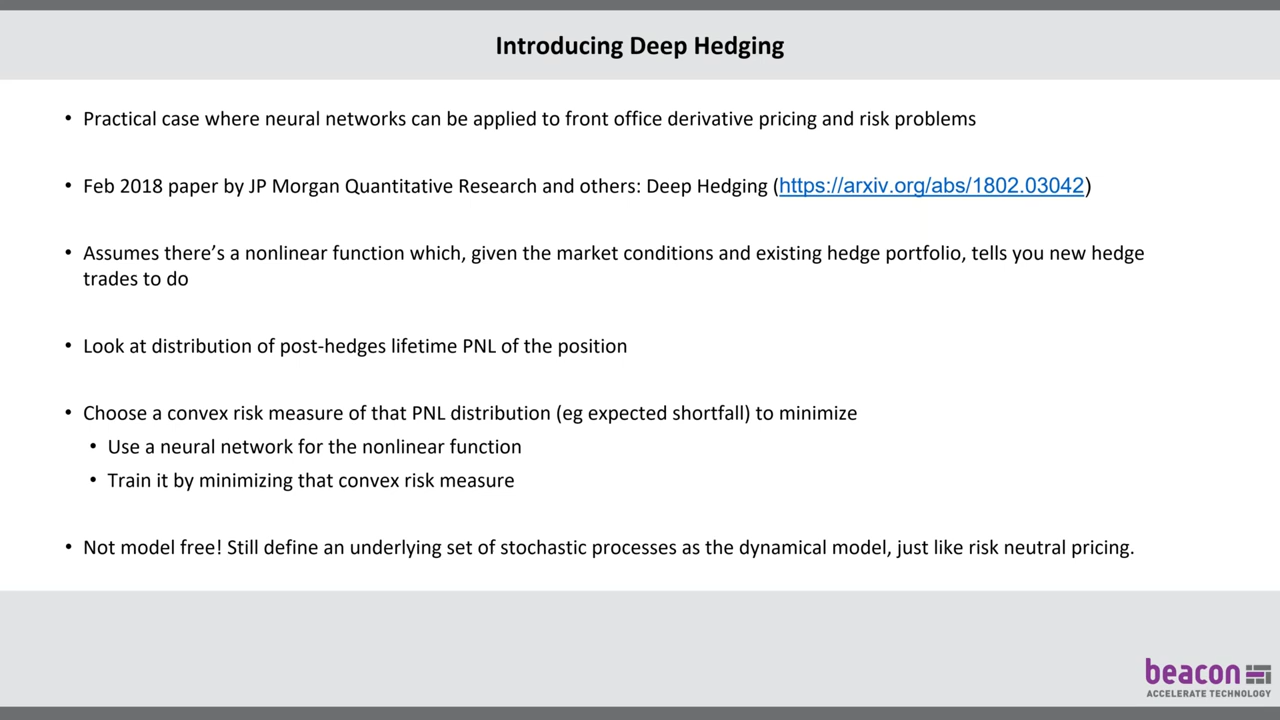 Introducing Deep Hedging
• Practical case where neural networks can be applied to front office derivative pricing and risk problems
• Feb 2018 paper by JP Morgan Quantitative Research and others: Deep Hedging (https://arxiv.org/abs/1802.03042)
• Assumes there’s a nonlinear function which, given the market conditions and existing hedge portfolio, tells you new hedge
trades to do
• Look at distribution of post-hedges lifetime PNL of the position
• Choose a convex risk measure of that PNL distribution (eg expected shortfall) to minimize
• Use a neural network for the nonlinear function
• Train it by minimizing that convex risk measure
• Not model free! Still define an underlying set of stochastic processes as the dynamical model, just like risk neutral pricing.
beacon
ACCELERATE TECHNOLOGY